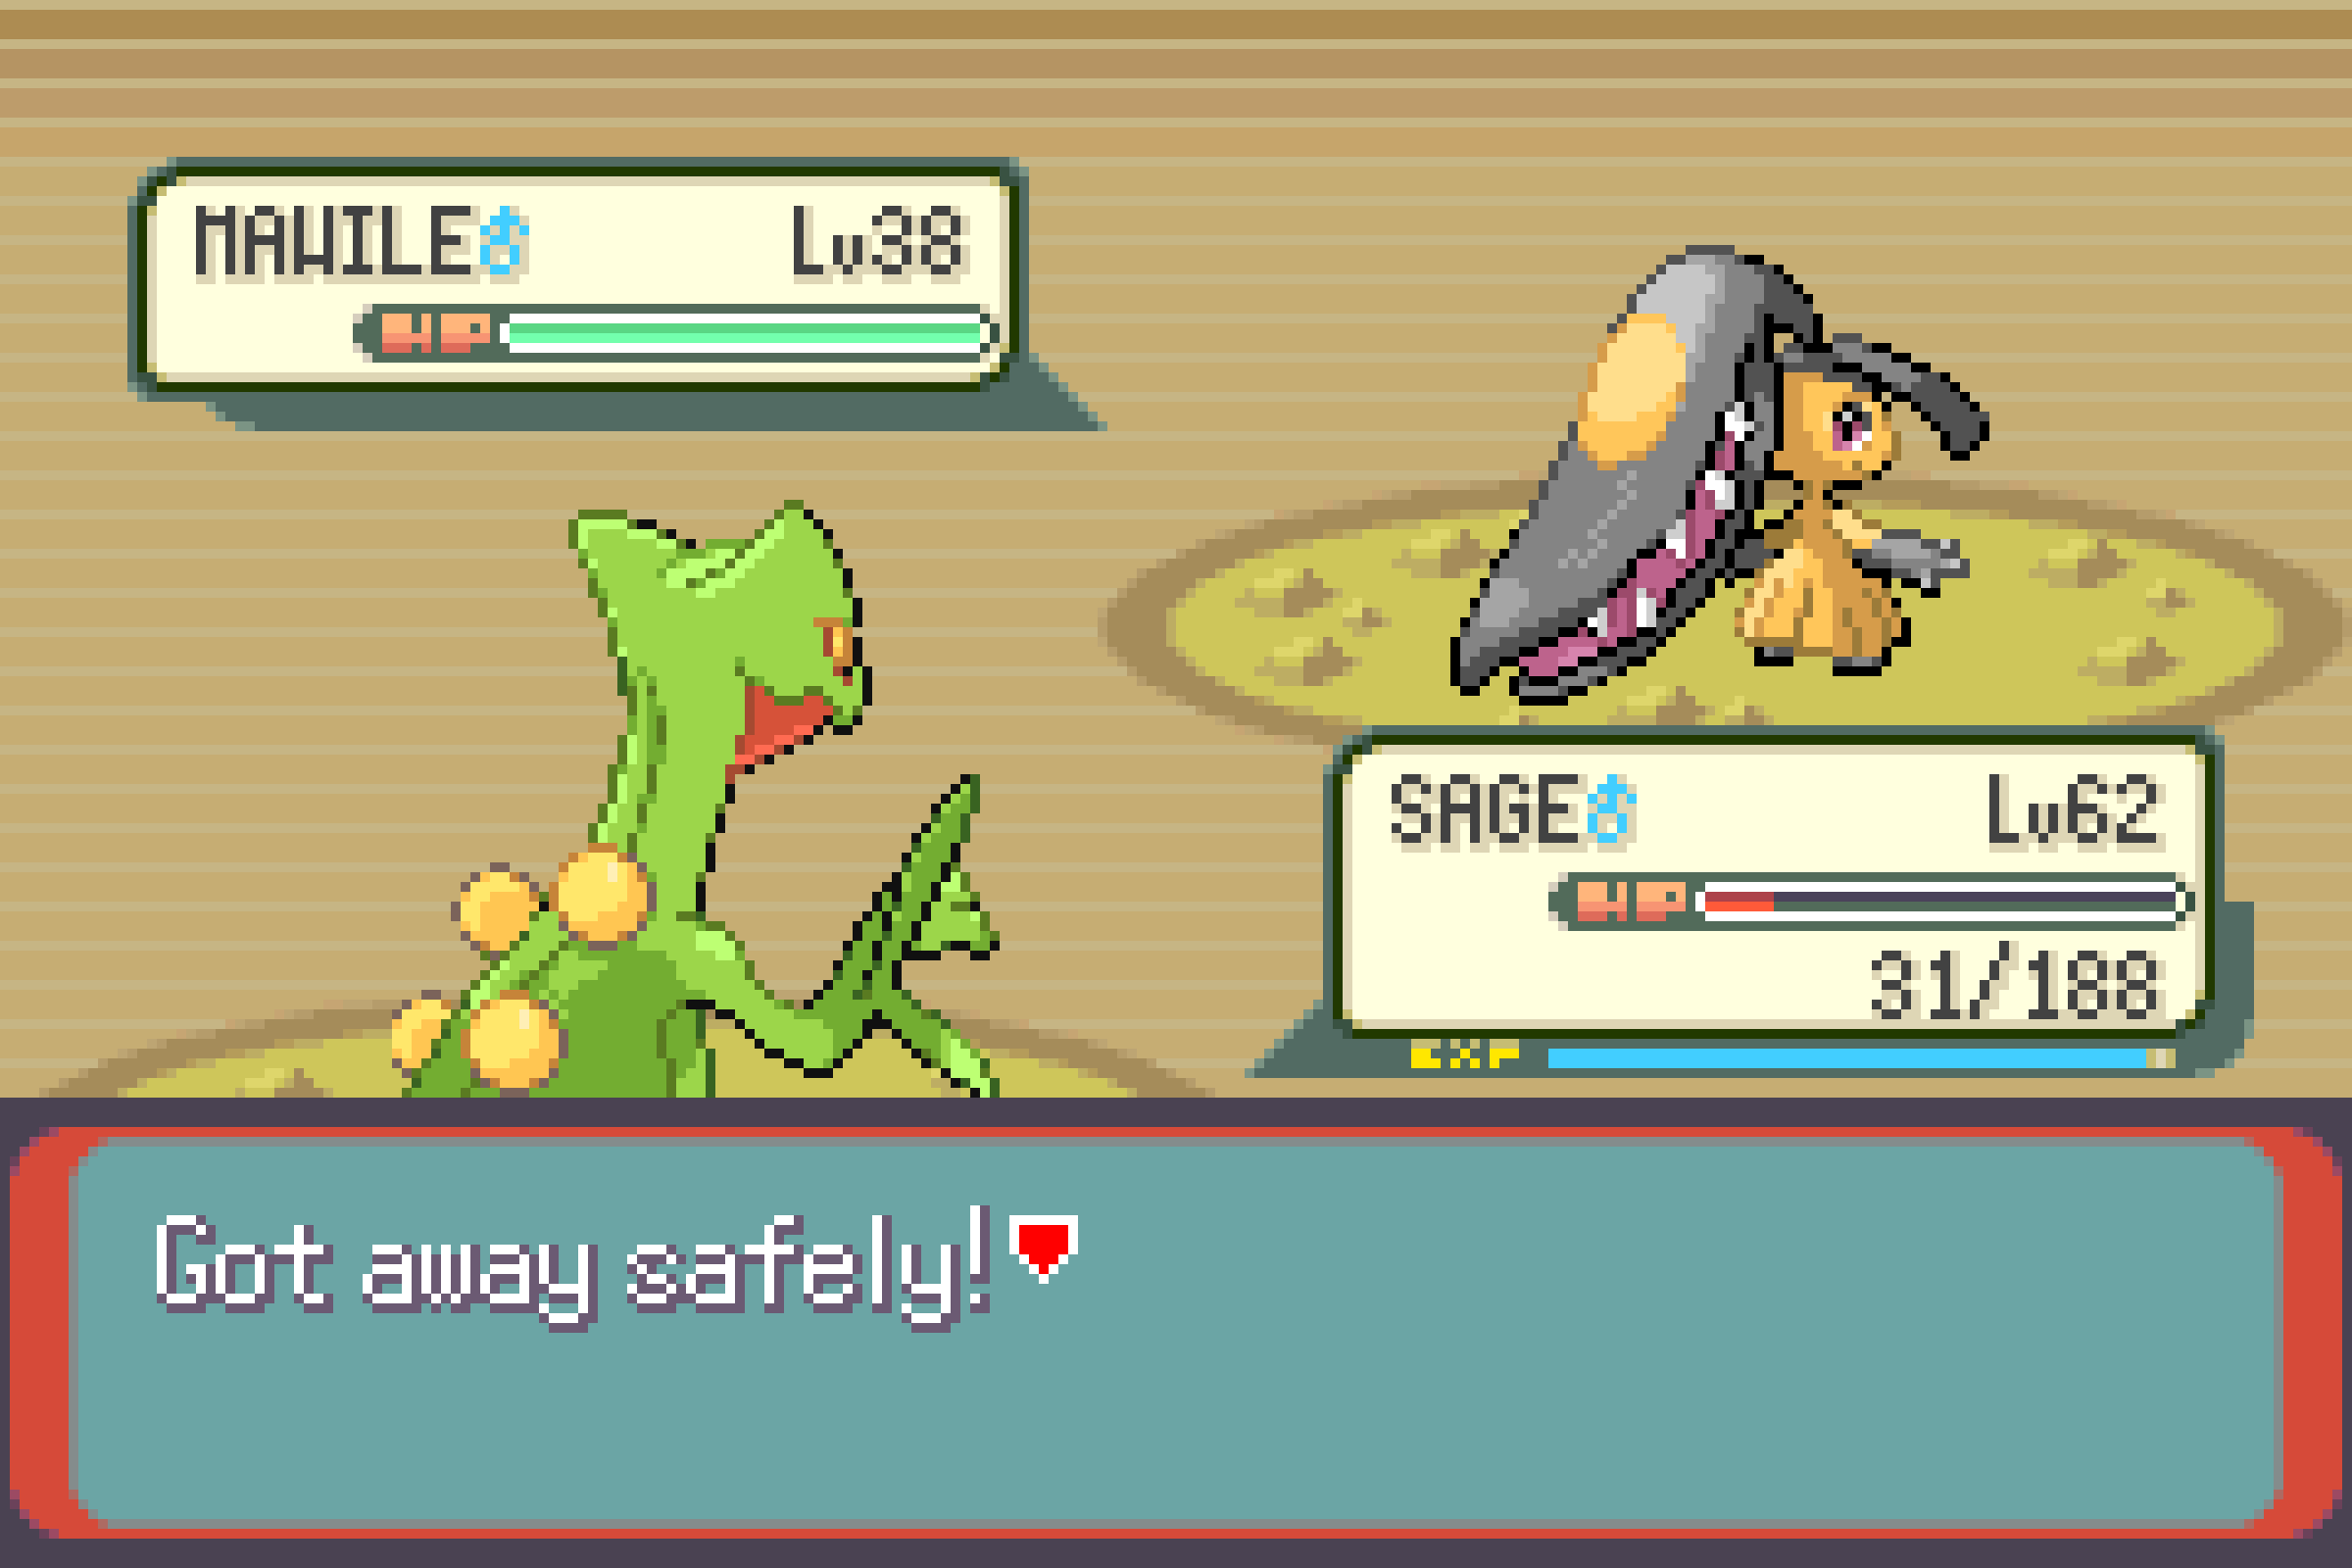 MAWILE♂ Lv38
HP
SAGE♂ Lv62
HP
31/188
EXP
Got away safely!